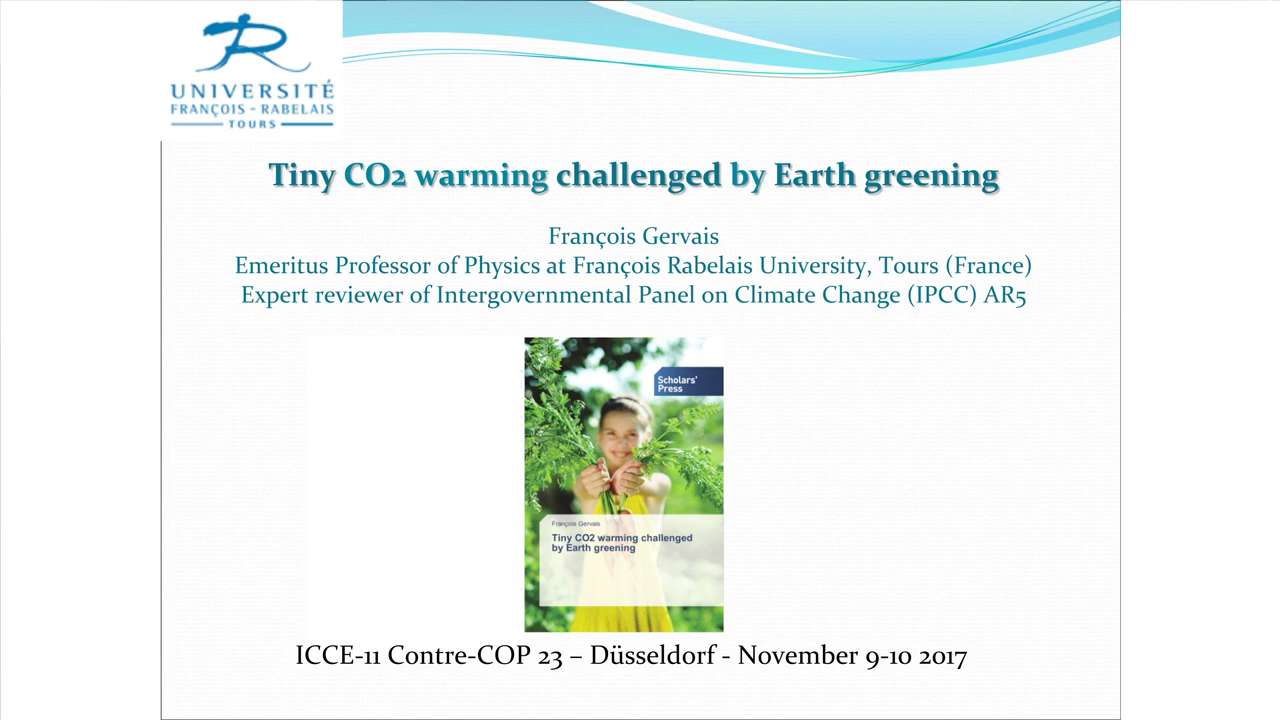 UNIVERSITÉ
FRANÇOIS - RABELAIS
TOURS
Tiny CO2 warming challenged by Earth greening
François Gervais
Emeritus Professor of Physics at François Rabelais University, Tours (France)
Expert reviewer of Intergovernmental Panel on Climate Change (IPCC) AR5
Scholars'
Press
François Gervais
Tiny CO2 warming challenged
by Earth greening
ICCE-11 Contre-COP 23 – Düsseldorf - November 9-10 2017